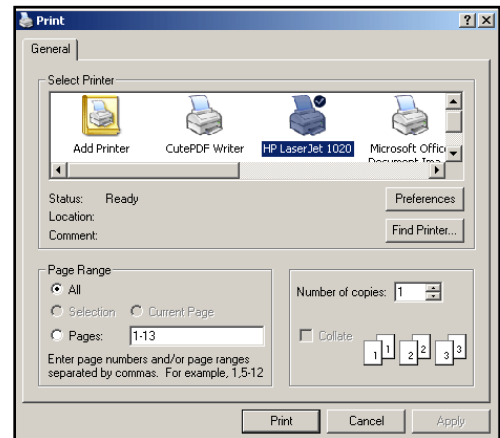 Print
General
Select Printer
Add Printer
CutePDF Writer
HP LaserJet 1020
Microsoft Office
Document Ima
Status: Ready
Location:
Comment:
Preferences
Find Printer...
Page Range
All
Selection
Current Page
Pages: 1-13
Enter page numbers and/or page ranges
separated by commas. For example, 1,5-12
Number of copies: 1
Collate
1 1 2 2 3 3
Print
Cancel
Apply